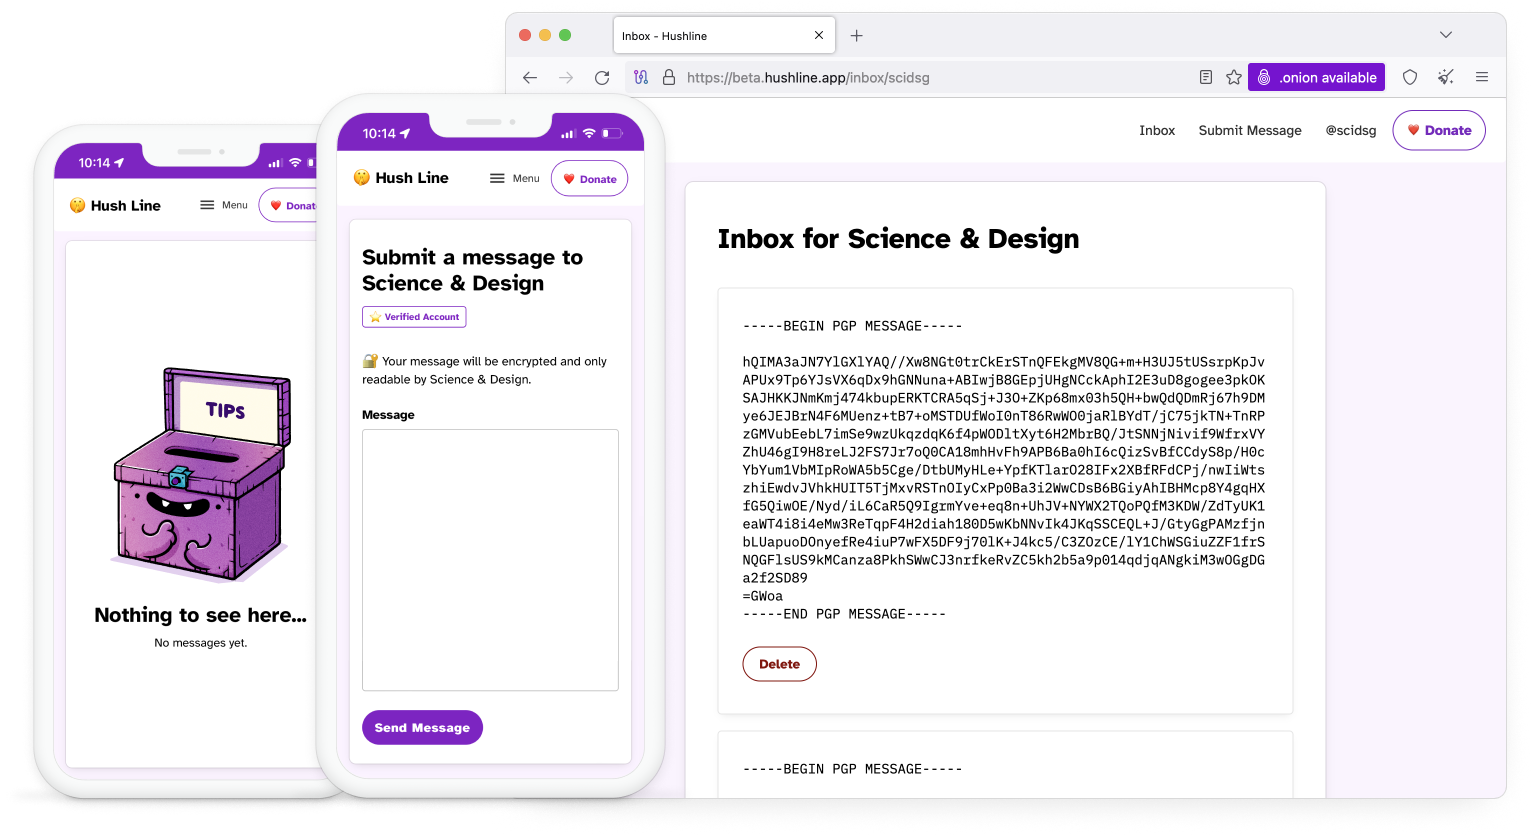 Inbox - Hushline
https://beta.hushline.app/inbox/scidsg
.onion available
Inbox
Submit Message
@scidsg
Donate
Inbox for Science & Design
-----BEGIN PGP MESSAGE-----
hQIMA3aJN7YlGXlYAQ//Xw8NGt0trCkErSTnQFEkgMV8QG+m+H3UJ5tUSsrpKpJv
APUx9Tp6YJsVX6qDx9hGNNuna+ABIwjB8GEpjUHgNCckAphI2E3uD8gogee3pkOK
SAJHKKJNmKmj474kbupERKTCRA5qSj+J3O+ZKp68mx03h5QH+bwQdQDmRj67h9DM
ye6JEJBrN4F6MUenz+tB7+oMSTDUfWoI0nT86RwWO0jaRlBYdT/jC75jkTN+TnRP
zGMVubEebL7imSe9wzUkqzdqK6f4pWODltXyt6H2MbrBQ/JtSNNjNivif9WfrxVY
ZhU46gI9H8reLJ2FS7Jr7oQ0CA18mhHvFh9APB6Ba0hI6cQizSvBfCCdyS8p/H0c
YbYum1VbMIpRoWA5b5Cge/DtbUMyHLe+YpfKTlarO28IFx2XBfRFdCPj/nwIiWts
zhiEwdvJVhkHUIT5TjMxvRSTnOIyCxPp0Ba3i2WwCDsB6BGiyAhIBHMcp8Y4gqHX
fG5QiwOE/Nyd/iL6CaR5Q9IgrmYve+eq8n+UhJV+NYWX2TQoPQfM3KDW/ZdTyUK1
eaWT4i8i4eMw3ReTqpF4H2diah180D5wKbNNvIk4JKqSSCEQL+J/GtyGgPAMzfjn
bLUapuoDOnyefRe4iuP7wFX5DF9j70lK+J4kc5/C3ZOzCE/lY1ChWSGiuZZF1frS
NQGFlsUS9kMCanza8PkhSWwCJ3nrfkeRvZC5kh2b5a9p014qdjqANgkiM3wOGgDG
a2f2SD89
=GWoa
-----END PGP MESSAGE-----
Delete
-----BEGIN PGP MESSAGE-----
10:14
Hush Line
Menu
Donate
Submit a message to
Science & Design
Verified Account
Your message will be encrypted and only
readable by Science & Design.
Message
Send Message
10:14
Hush Line
Menu
Donat
TIPS
Nothing to see here...
No messages yet.